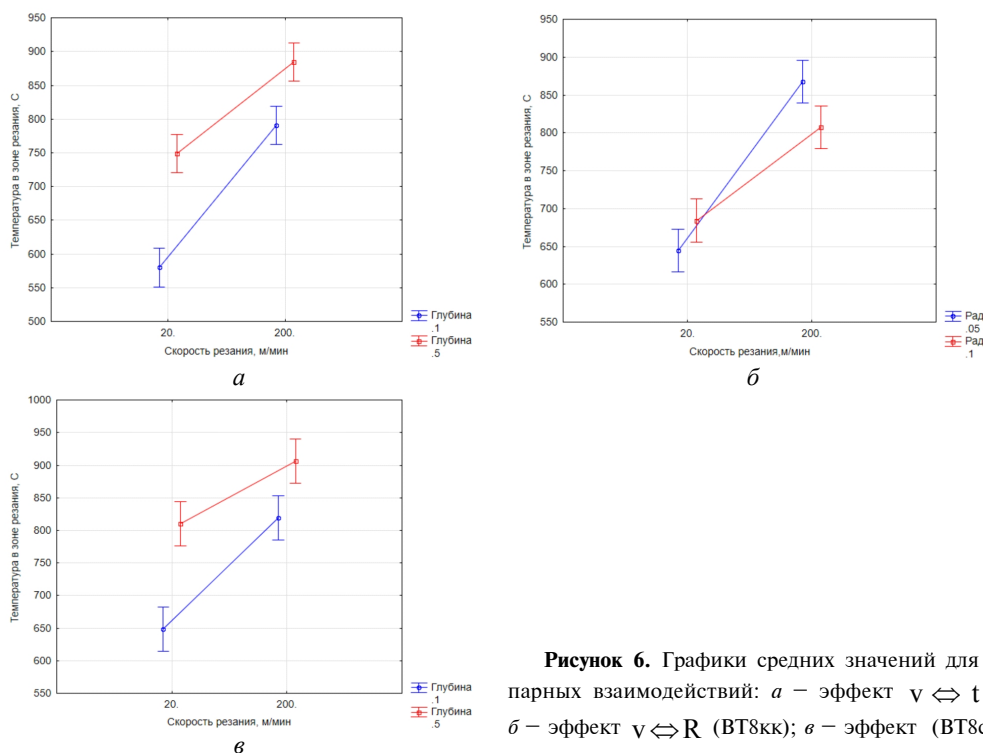 950
900
850
800
750
700
650
600
550
500
Температура в зоне резания, С
20.
200.
Скорость резания, м/мин
Глубина
.1
Глубина
.5
а
950
900
850
800
750
700
650
600
550
Температура в зоне резания, С
20.
200.
Скорость резания,м/мин
Рад
.05
Рад
.1
б
1000
950
900
850
800
750
700
650
600
550
Температура в зоне резания, С
20.
200.
Скорость резания, м/мин
Глубина
.1
Глубина
.5
в
Рисунок 6. Графики средних значений для
парных взаимодействий: а – эффект v ⇔ t
б – эффект v ⇔ R (ВТ8кк); в – эффект (ВТ8